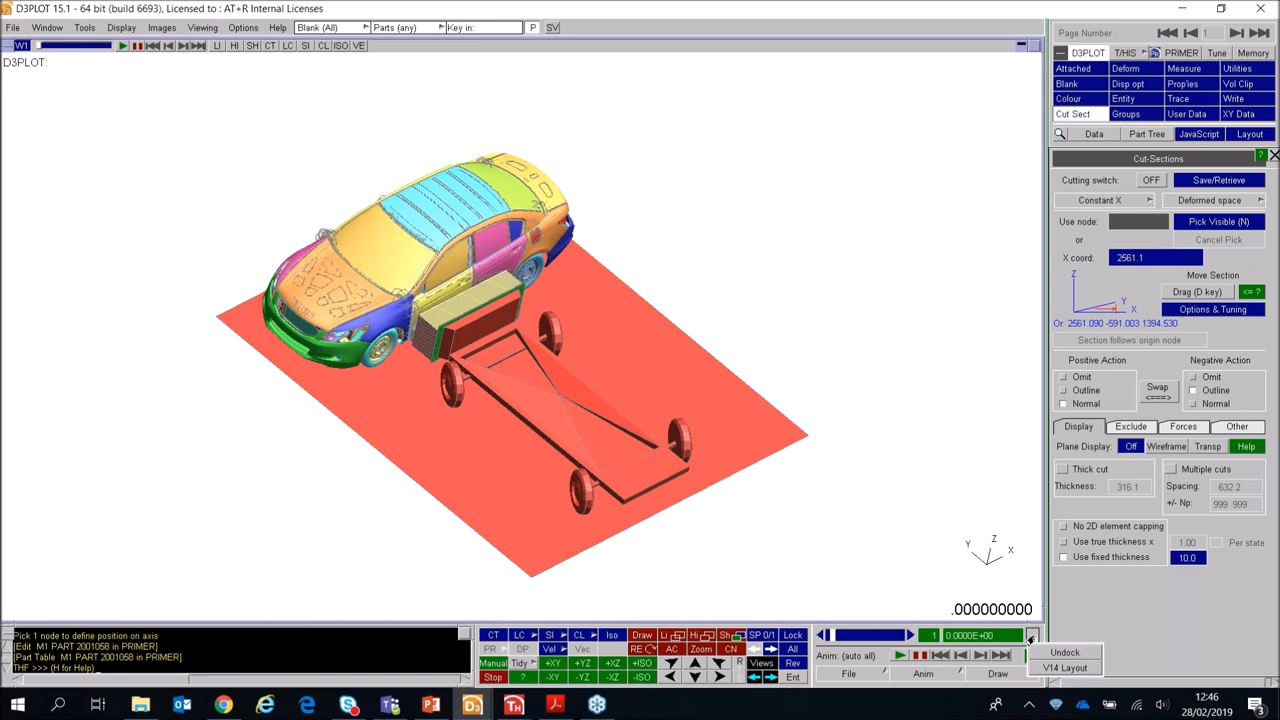 D3PLOT 15.1 - 64 bit (build 6693), Licensed to : AT+R Internal Licenses
File Window Tools Display Images Viewing Options Help Blank (All) Parts (any) Key in: P SV
W1 LI HI SH CT LC SI CL ISO VE
D3PLOT:
Z
Y
X
.000000000
Page Number : 1
D3PLOT T/HIS PRIMER Tune Memory
Attached Deform Measure Utilities
Blank Disp opt Prop'ies Vol Clip
Colour Entity Trace Write
Cut Sect Groups User Data XY Data
Data Part Tree JavaScript Layout
Cut-Sections ?
Cutting switch: OFF Save/Retrieve
Constant X Deformed space
Use node: Pick Visible (N)
or Cancel Pick
X coord: 2561.1
Z Move Section
Drag (D key) <= ?
Y
X Options & Tuning
Or: 2561.090 -591.003 1394.530
Section follows origin node
Positive Action Negative Action
Omit Omit
Outline Swap Outline
Normal <===> Normal
Display Exclude Forces Other
Plane Display: Off Wireframe Transp Help
Thick cut Multiple cuts
Thickness: 316.1 Spacing: 632.2
+/- Np: 999 999
No 2D element capping
Use true thickness x 1.00 Per state
Use fixed thickness 10.0
Pick 1 node to define position on axis
[Edit M1 PART 2001058 in PRIMER]
[Part Table M1 PART 2001058 in PRIMER]
THF >>> (H for Help)
CT LC SI CL Iso Draw Li Hi Sh SP 0/1 Lock
PR DP Vel Vec RE AC Zoom CN All
Manual Tidy +XY +YZ +XZ +ISO R Views Rev
Stop ? -XY -YZ -XZ -ISO Ent
1 0.0000E+00
Anim: (auto all)
File Anim Draw
Undock
V14 Layout
12:46
28/02/2019
3